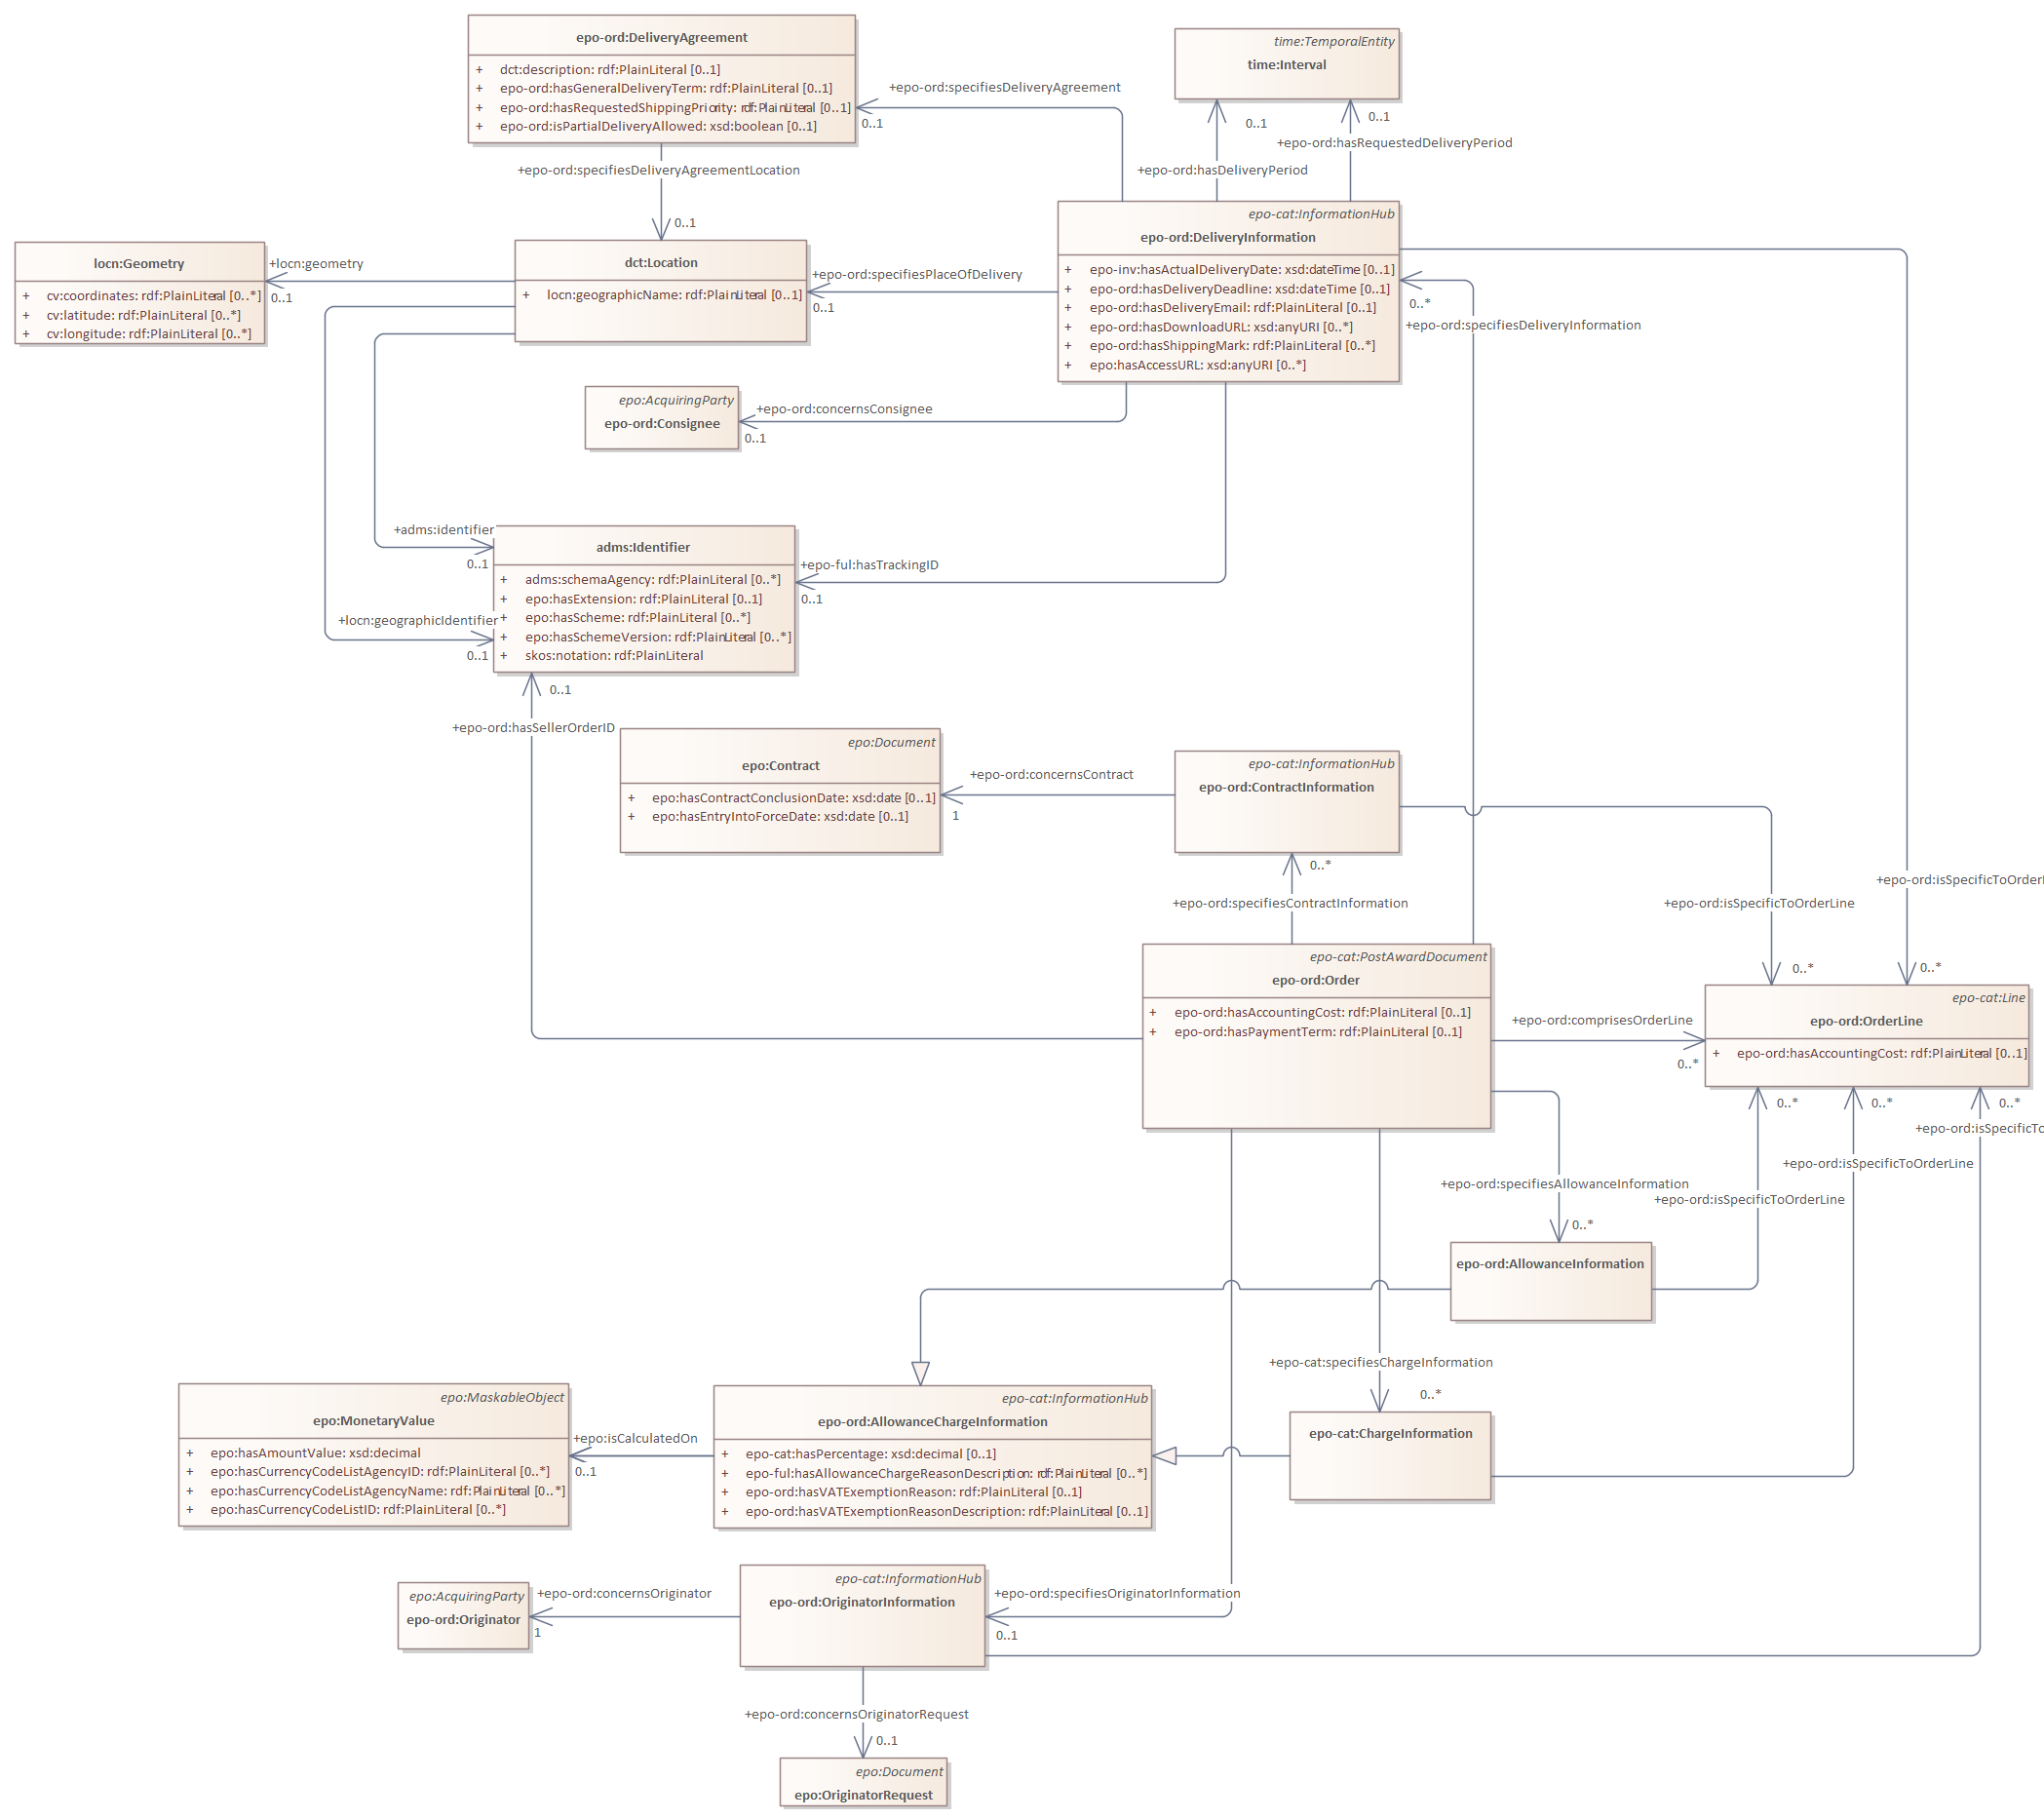 epo-ord:DeliveryAgreement
+ dct:description: rdf:PlainLiteral [0..1]
+ epo-ord:hasGeneralDeliveryTerm: rdf:PlainLiteral [0..1]
+ epo-ord:hasRequestedShippingPriority: rdf:PlainLiteral [0..1]
+ epo-ord:isPartialDeliveryAllowed: xsd:boolean [0..1]
+epo-ord:specifiesDeliveryAgreement
0..1
time:TemporalEntity
time:Interval
0..1
0..1
+epo-ord:hasRequestedDeliveryPeriod
+epo-ord:hasDeliveryPeriod
+epo-ord:specifiesDeliveryAgreementLocation
0..1
epo-cat:InformationHub
epo-ord:DeliveryInformation
+ epo-inv:hasActualDeliveryDate: xsd:dateTime [0..1]
+ epo-ord:hasDeliveryDeadline: xsd:dateTime [0..1]
+ epo-ord:hasDeliveryEmail: rdf:PlainLiteral [0..1]
+ epo-ord:hasDownloadURL: xsd:anyURI [0..*]
+ epo-ord:hasShippingMark: rdf:PlainLiteral [0..*]
+ epo:hasAccessURL: xsd:anyURI [0..*]
locn:Geometry
+ cv:coordinates: rdf:PlainLiteral [0..*]
+ cv:latitude: rdf:PlainLiteral [0..*]
+ cv:longitude: rdf:PlainLiteral [0..*]
+locn:geometry
0..1
dct:Location
+ locn:geographicName: rdf:PlainLiteral [0..1]
+epo-ord:specifiesPlaceOfDelivery
0..1
0..*
+epo-ord:specifiesDeliveryInformation
epo:AcquiringParty
epo-ord:Consignee
+epo-ord:concernsConsignee
0..1
+adms:identifier
0..1
adms:Identifier
+ adms:schemaAgency: rdf:PlainLiteral [0..*]
+ epo:hasExtension: rdf:PlainLiteral [0..1]
+ epo:hasScheme: rdf:PlainLiteral [0..*]
+ epo:hasSchemeVersion: rdf:PlainLiteral [0..*]
+ skos:notation: rdf:PlainLiteral
+epo-ful:hasTrackingID
0..1
+locn:geographicIdentifier
0..1
0..1
+epo-ord:hasSellerOrderID
epo:Document
epo:Contract
+ epo:hasContractConclusionDate: xsd:date [0..1]
+ epo:hasEntryIntoForceDate: xsd:date [0..1]
+epo-ord:concernsContract
1
epo-cat:InformationHub
epo-ord:ContractInformation
0..*
+epo-ord:specifiesContractInformation
+epo-ord:isSpecificToOrderL
+epo-ord:isSpecificToOrderLine
0..*
0..*
epo-cat:PostAwardDocument
epo-ord:Order
+ epo-ord:hasAccountingCost: rdf:PlainLiteral [0..1]
+ epo-ord:hasPaymentTerm: rdf:PlainLiteral [0..1]
+epo-ord:comprisesOrderLine
0..*
epo-cat:Line
epo-ord:OrderLine
+ epo-ord:hasAccountingCost: rdf:PlainLiteral [0..1]
0..*
0..*
0..*
+epo-ord:isSpecificTo
+epo-ord:isSpecificToOrderLine
+epo-ord:specifiesAllowanceInformation
+epo-ord:isSpecificToOrderLine
0..*
epo-ord:AllowanceInformation
+epo-cat:specifiesChargeInformation
0..*
epo-cat:ChargeInformation
epo:MaskableObject
epo:MonetaryValue
+ epo:hasAmountValue: xsd:decimal
+ epo:hasCurrencyCodeListAgencyID: rdf:PlainLiteral [0..*]
+ epo:hasCurrencyCodeListAgencyName: rdf:PlainLiteral [0..*]
+ epo:hasCurrencyCodeListID: rdf:PlainLiteral [0..*]
+epo:isCalculatedOn
0..1
epo-cat:InformationHub
epo-ord:AllowanceChargeInformation
+ epo-cat:hasPercentage: xsd:decimal [0..1]
+ epo-ful:hasAllowanceChargeReasonDescription: rdf:PlainLiteral [0..*]
+ epo-ord:hasVATExemptionReason: rdf:PlainLiteral [0..1]
+ epo-ord:hasVATExemptionReasonDescription: rdf:PlainLiteral [0..1]
epo:AcquiringParty
epo-ord:Originator
+epo-ord:concernsOriginator
1
epo-cat:InformationHub
epo-ord:OriginatorInformation
+epo-ord:specifiesOriginatorInformation
0..1
+epo-ord:concernsOriginatorRequest
0..1
epo:Document
epo:OriginatorRequest